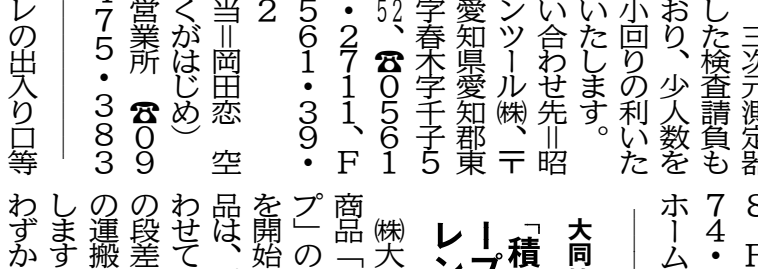 三次元測定器
した検査請負も
おり、少人数を
小回りの利いた
いたします。
い合わせ先＝昭
ンツール㈱、〒
愛知県愛知郡東
字春木字千子5
52、☎0561
・2711、F
561・39・
2
当＝岡田恋　空
くがはじめ）
営業所　☎09
75・383
レの出入り口等
8　F
74・
ホーム
大同
「積
ープ
レン
㈱大
商品「
プ」の
を開始
品は、
わせて
の段差
の運搬
します
わずか